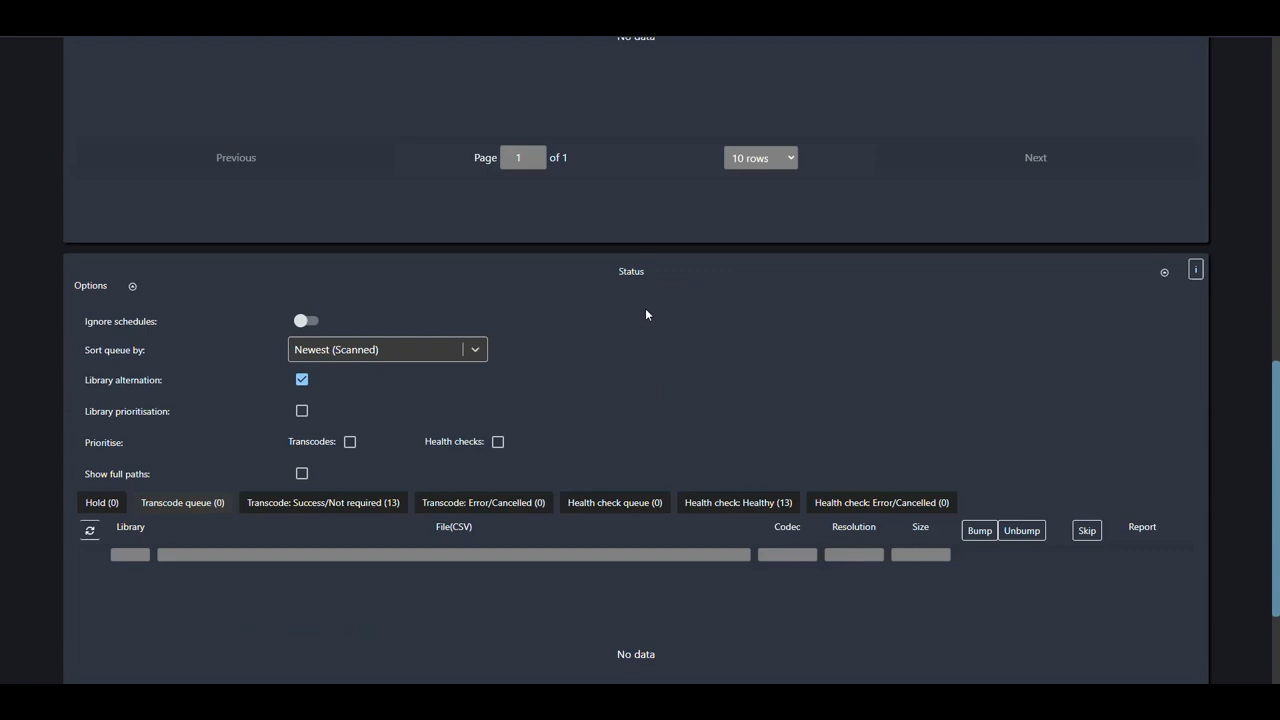 No data
Previous
Page 1 of 1
10 rows
Next
Status
i
Options
Ignore schedules:
Sort queue by: Newest (Scanned)
Library alternation:
Library prioritisation:
Prioritise: Transcodes: Health checks:
Show full paths:
Hold (0) Transcode queue (0) Transcode: Success/Not required (13) Transcode: Error/Cancelled (0) Health check queue (0) Health check: Healthy (13) Health check: Error/Cancelled (0)
Library File(CSV) Codec Resolution Size Bump Unbump Skip Report
No data